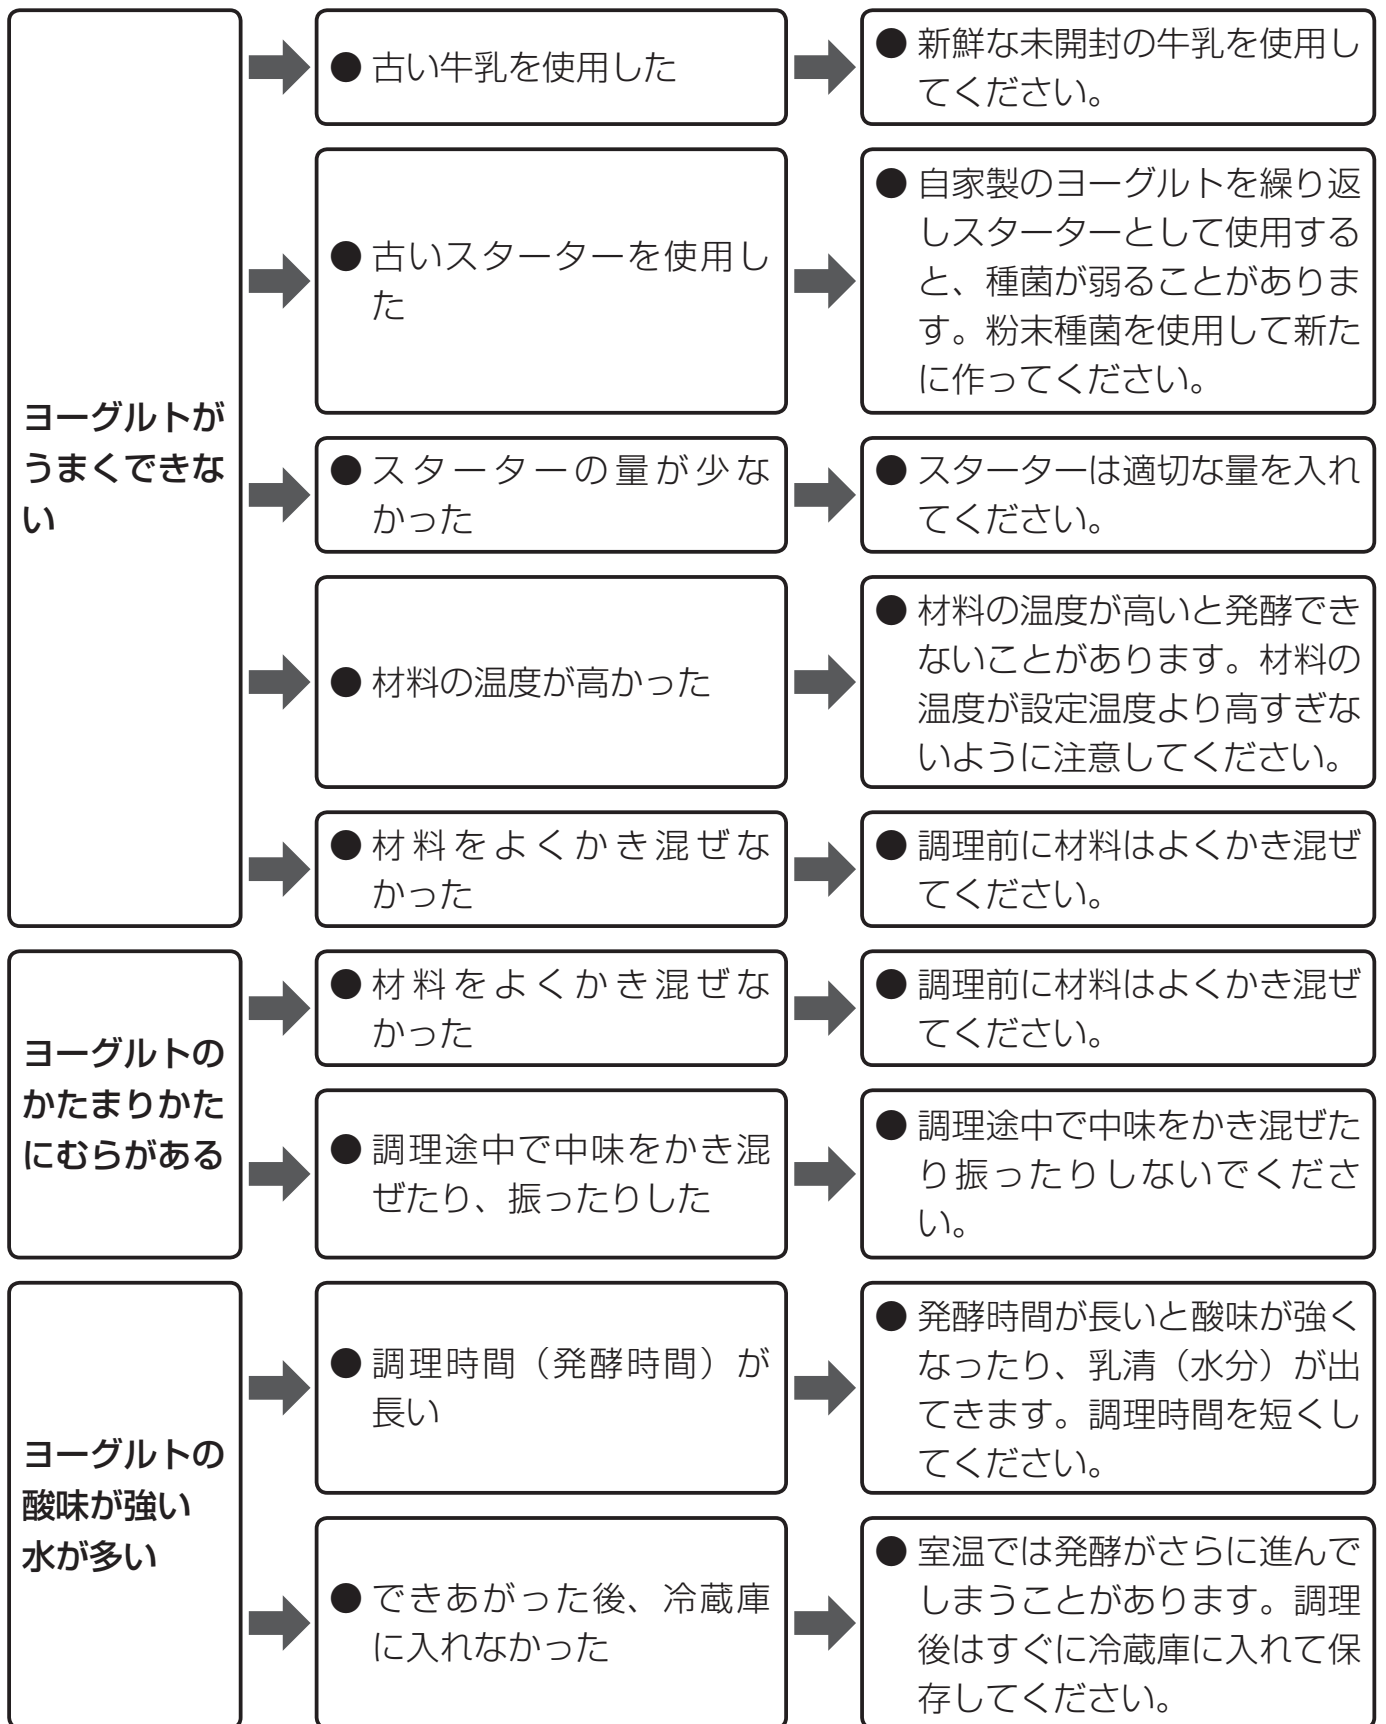 ヨーグルトが
うまくできな
い
● 古い牛乳を使用した
● 新鮮な未開封の牛乳を使用し
てください。
● 古いスターターを使用し
た
● 自家製のヨーグルトを繰り返
しスターターとして使用する
と、種菌が弱ることがありま
す。粉末種菌を使用して新た
に作ってください。
● スターターの量が少な
かった
● スターターは適切な量を入れ
てください。
● 材料の温度が高かった
● 材料の温度が高いと発酵でき
ないことがあります。材料の
温度が設定温度より高すぎな
いように注意してください。
● 材料をよくかき混ぜな
かった
● 調理前に材料はよくかき混ぜ
てください。
ヨーグルトの
かたまりかた
にむらがある
● 材料をよくかき混ぜな
かった
● 調理前に材料はよくかき混ぜ
てください。
● 調理途中で中味をかき混
ぜたり、振ったりした
● 調理途中で中味をかき混ぜた
り振ったりしないでくださ
い。
ヨーグルトの
酸味が強い
水が多い
● 調理時間（発酵時間）が
長い
● 発酵時間が長いと酸味が強く
なったり、乳清（水分）が出
てきます。調理時間を短くし
てください。
● できあがった後、冷蔵庫
に入れなかった
● 室温では発酵がさらに進んで
しまうことがあります。調理
後はすぐに冷蔵庫に入れて保
存してください。